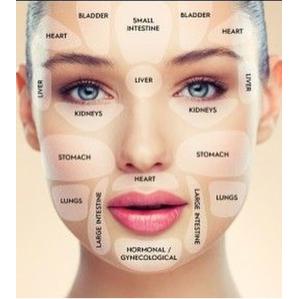 BLADDER
SMALL
INTESTINE
BLADDER
HEART
HEART
LIVER
LIVER
LIVER
KIDNEYS
KIDNEYS
STOMACH
STOMACH
HEART
LUNGS
LARGE INTESTINE
LARGE INTESTINE
LUNGS
HORMONAL /
GYNECOLOGICAL